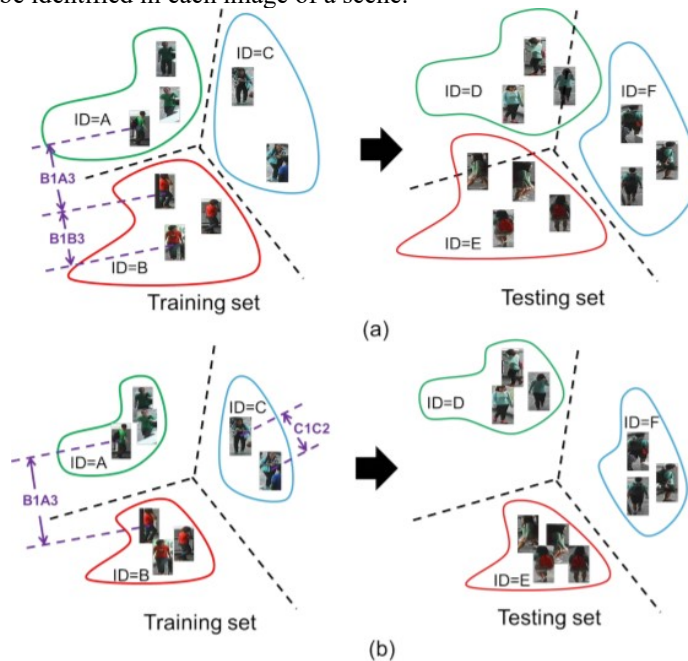 be identified in each image of a scene.
ID=C
ID=A
B1A3
B1B3
ID=B
Training set
ID=D
ID=F
ID=E
Testing set
(a)
ID=C
C1C2
ID=A
B1A3
ID=B
Training set
ID=D
ID=F
ID=E
Testing set
(b)